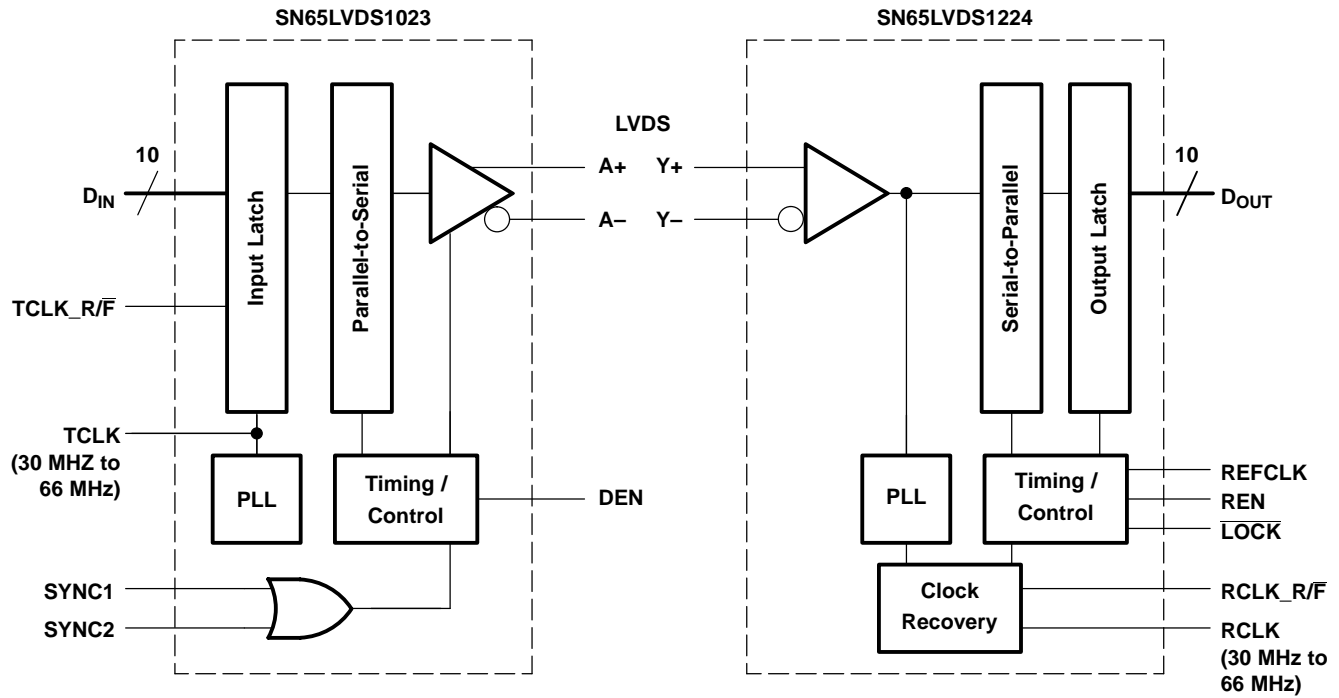 SN65LVDS1023
SN65LVDS1224
LVDS
10
DIN
Input Latch
Parallel-to-Serial
A+
Y+
A–
Y–
Serial-to-Parallel
Output Latch
10
DOUT
TCLK_R/F̅
TCLK
(30 MHZ to
66 MHz)
PLL
Timing /
Control
DEN
PLL
Timing /
Control
REFCLK
REN
L̅O̅C̅K̅
SYNC1
SYNC2
Clock
Recovery
RCLK_R/F̅
RCLK
(30 MHz to
66 MHz)